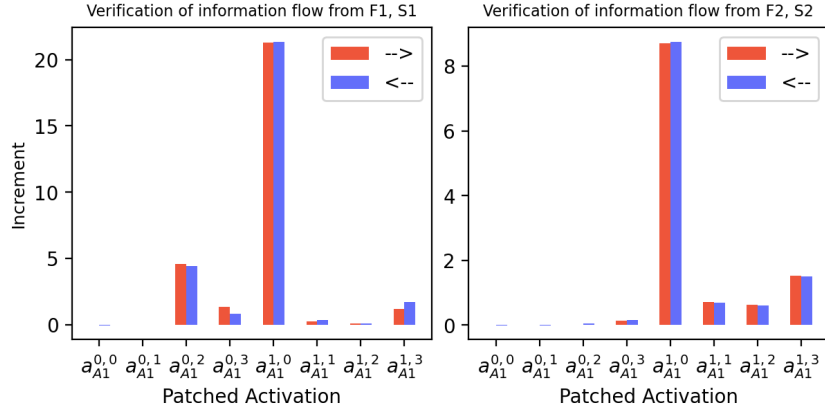 Verification of information flow from F1, S1
Increment
20
15
10
5
0
-->
<--
a_{A1}^{0,0} a_{A1}^{0,1} a_{A1}^{0,2} a_{A1}^{0,3} a_{A1}^{1,0} a_{A1}^{1,1} a_{A1}^{1,2} a_{A1}^{1,3}
Patched Activation
Verification of information flow from F2, S2
8
6
4
2
0
-->
<--
a_{A1}^{0,0} a_{A1}^{0,1} a_{A1}^{0,2} a_{A1}^{0,3} a_{A1}^{1,0} a_{A1}^{1,1} a_{A1}^{1,2} a_{A1}^{1,3}
Patched Activation